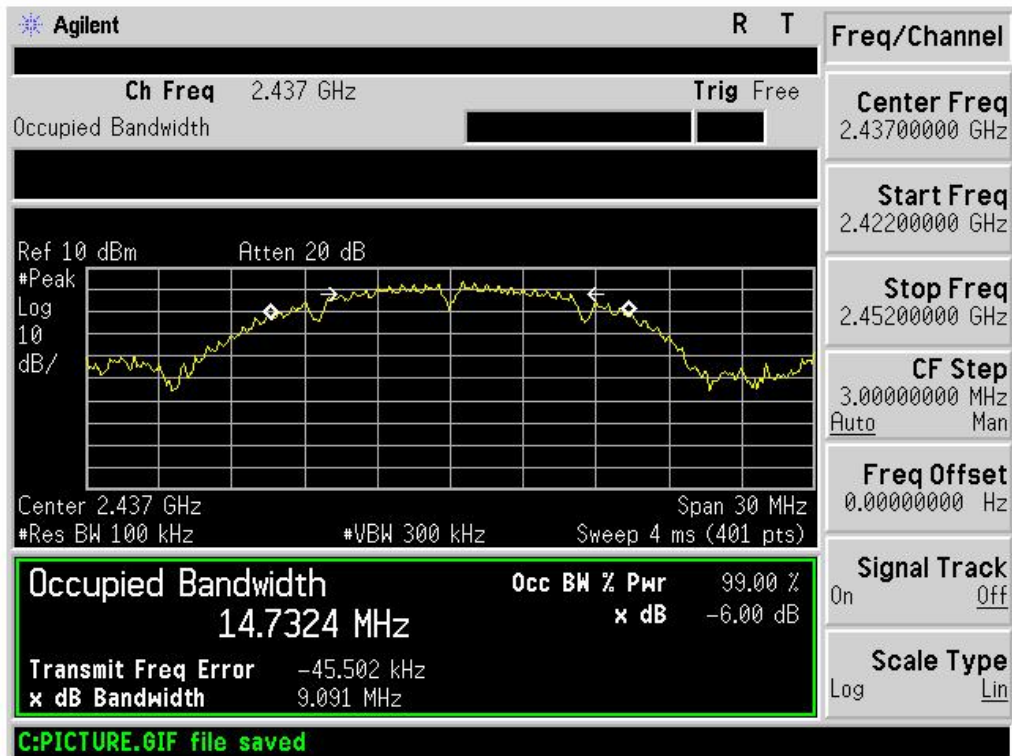 Agilent R T
Ch Freq 2.437 GHz Trig Free
Occupied Bandwidth
Ref 10 dBm Atten 20 dB
#Peak
Log
10
dB/
Center 2.437 GHz Span 30 MHz
#Res BW 100 kHz #VBW 300 kHz Sweep 4 ms (401 pts)
Occupied Bandwidth
14.7324 MHz
Occ BW % Pwr 99.00 %
x dB -6.00 dB
Transmit Freq Error -45.502 kHz
x dB Bandwidth 9.091 MHz
C:PICTURE.GIF file saved
Freq/Channel
Center Freq
2.43700000 GHz
Start Freq
2.42200000 GHz
Stop Freq
2.45200000 GHz
CF Step
3.00000000 MHz
Auto Man
Freq Offset
0.00000000 Hz
Signal Track
On Off
Scale Type
Log Lin